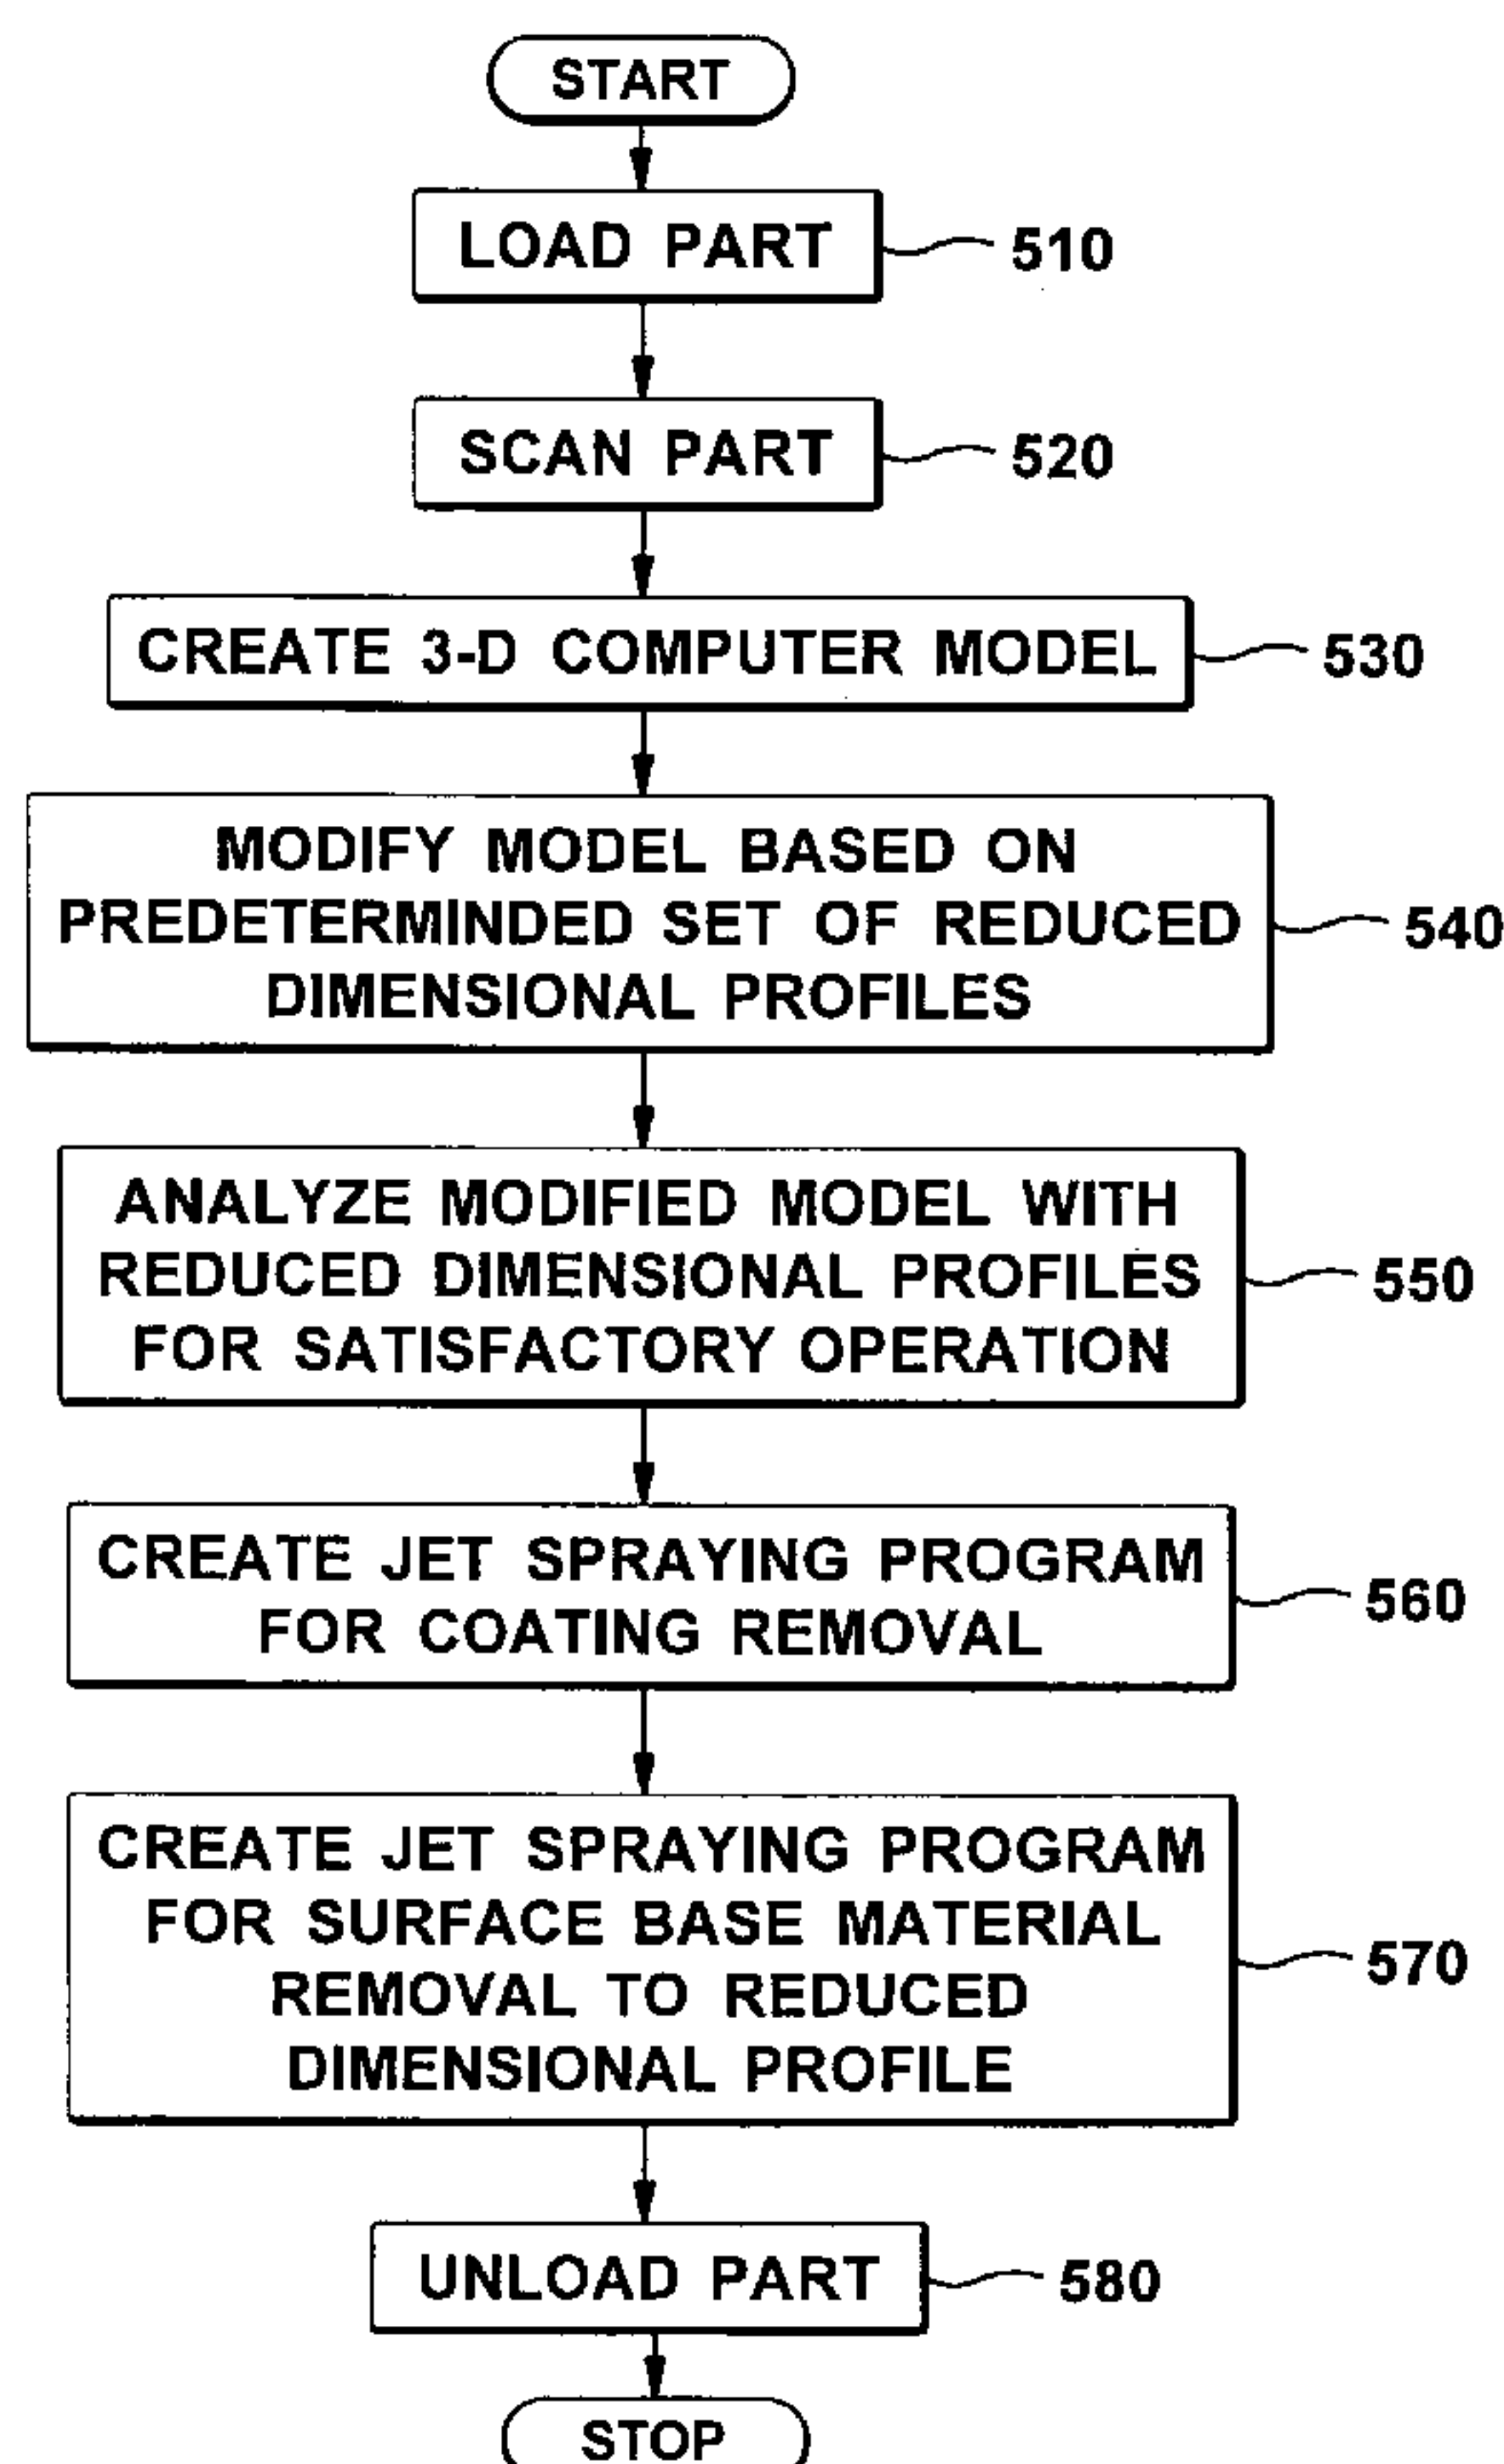 START
LOAD PART
510
SCAN PART
520
CREATE 3-D COMPUTER MODEL
530
MODIFY MODEL BASED ON
PREDETERMINDED SET OF REDUCED
DIMENSIONAL PROFILES
540
ANALYZE MODIFIED MODEL WITH
REDUCED DIMENSIONAL PROFILES
FOR SATISFACTORY OPERATION
550
CREATE JET SPRAYING PROGRAM
FOR COATING REMOVAL
560
CREATE JET SPRAYING PROGRAM
FOR SURFACE BASE MATERIAL
REMOVAL TO REDUCED
DIMENSIONAL PROFILE
570
UNLOAD PART
580
STOP